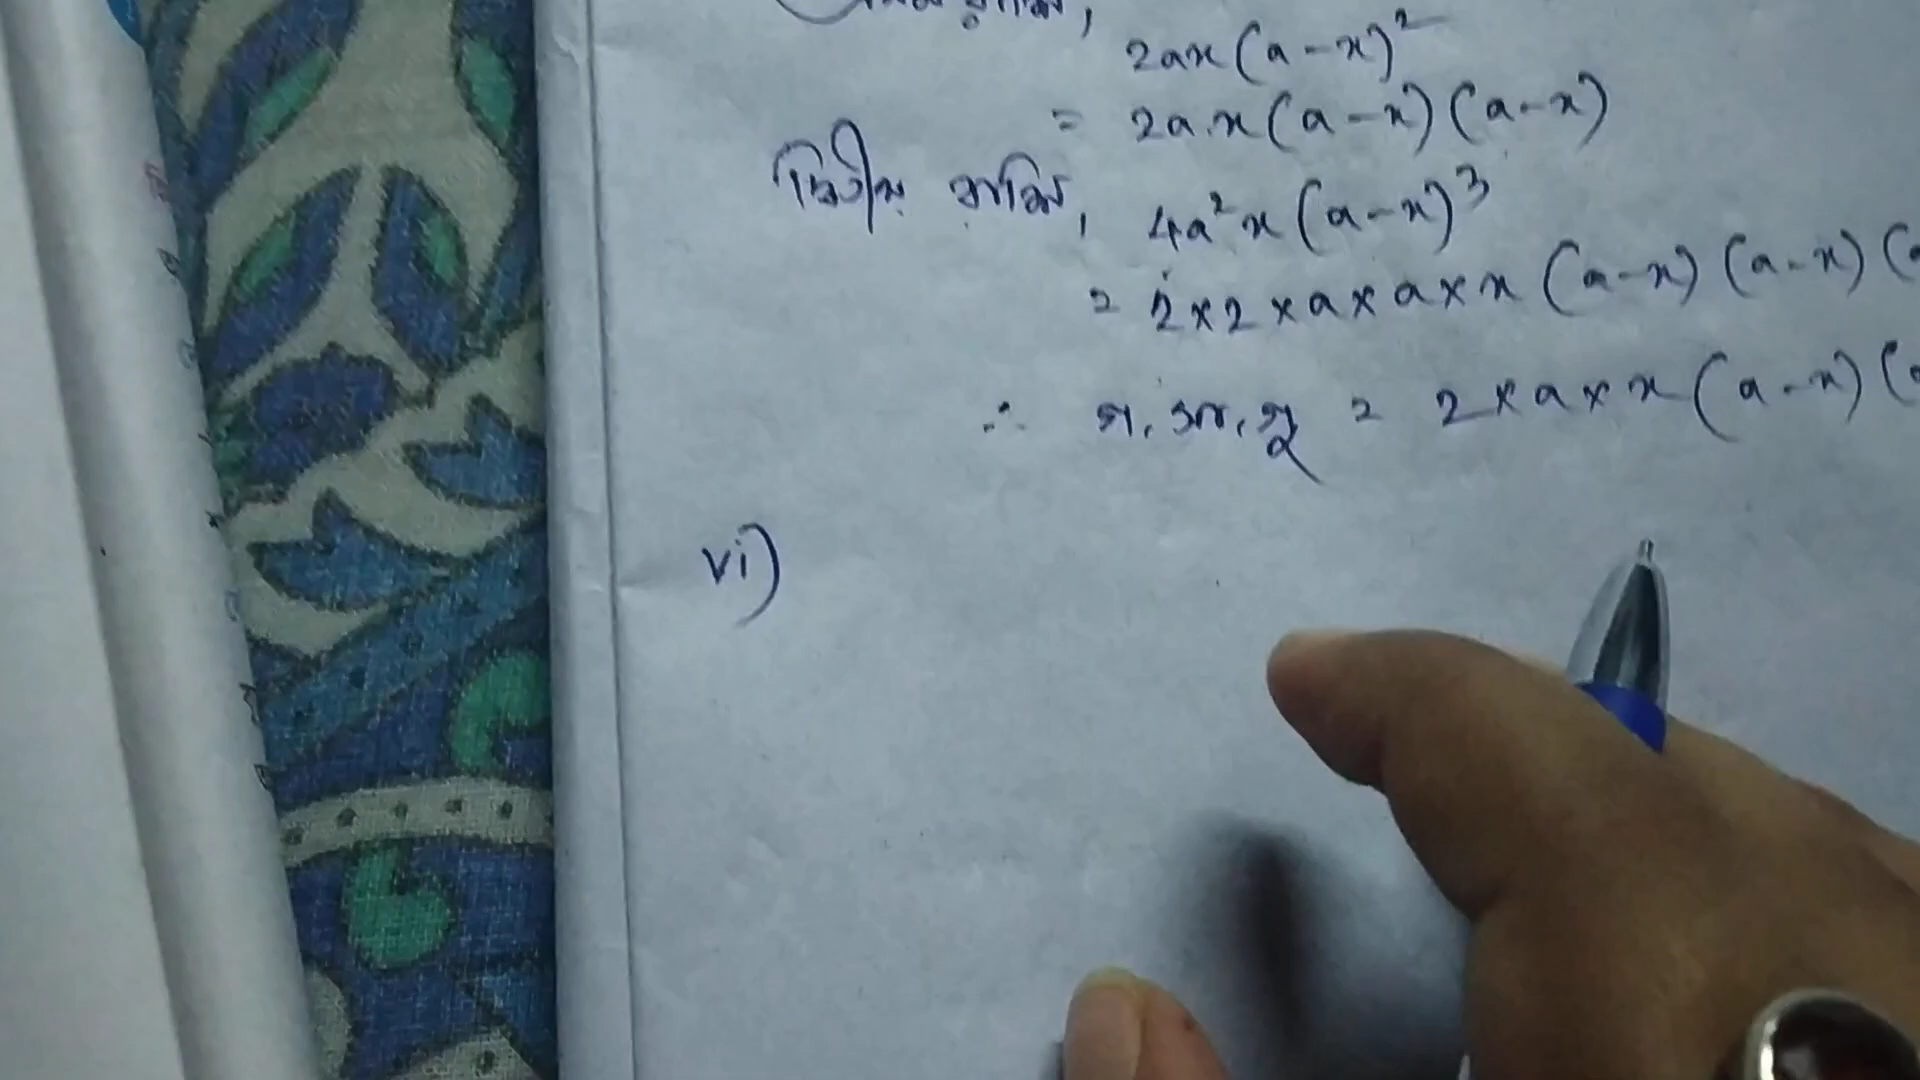 2ax(a-x)²
= 2a.x(a-x)(a-x)
দ্বিতীয় রাশি, 4a²x(a-x)³
= 2×2×a×a×x(a-x)(a-x)(a
∴ গ.সা.গু = 2×a×x(a-x)(a
vi)